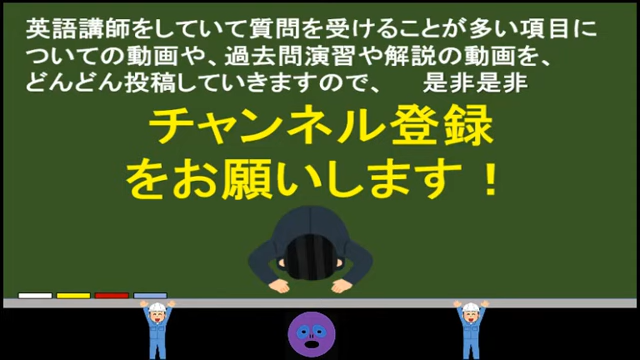 英語講師をしていて質問を受けることが多い項目に
ついての動画や、過去問演習や解説の動画を、
どんどん投稿していきますので、　是非是非
チャンネル登録
をお願いします！